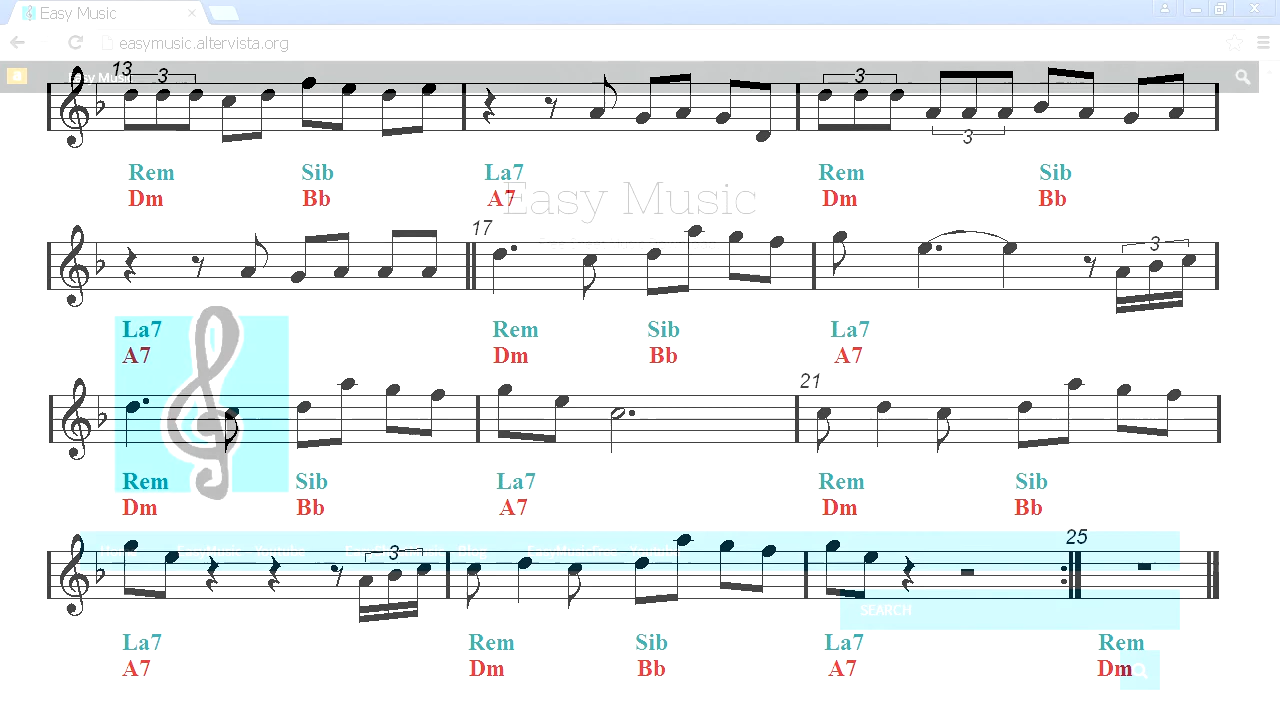 Easy Music
easymusic.altervista.org
Easy Music
13 3 3 3
Rem Sib La7 Rem Sib
Dm Bb A7 Dm Bb
Easy Music
17 3
La7 Rem Sib La7
A7 Dm Bb A7
21
Rem Sib La7 Rem Sib
Dm Bb A7 Dm Bb
3 25
SEARCH
La7 Rem Sib La7 Rem
A7 Dm Bb A7 Dm